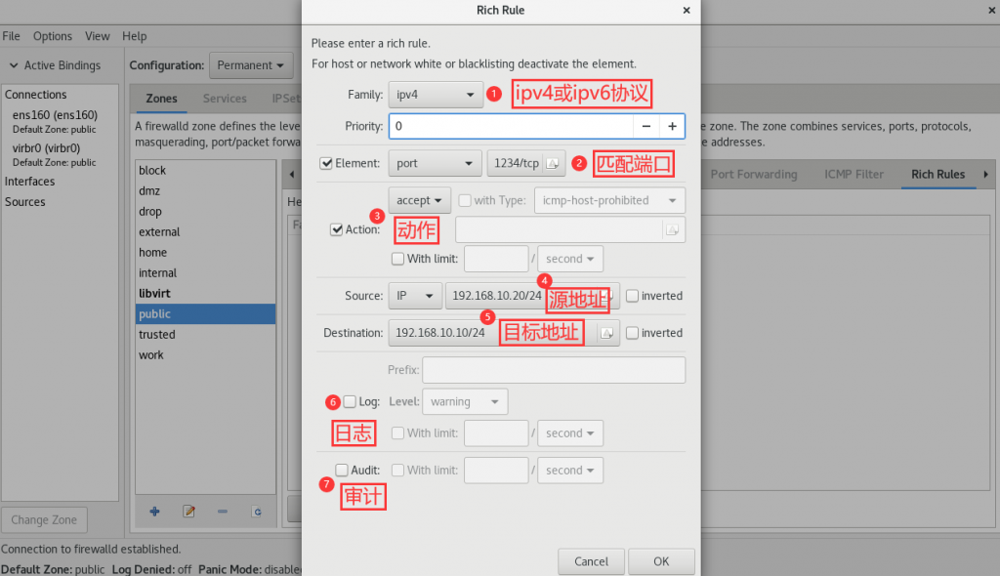 Rich Rule
File Options View Help
Please enter a rich rule.
For host or network white or blacklisting deactivate the element.
Active Bindings
Configuration: Permanent
Connections
ens160 (ens160)
Default Zone: public
virbr0 (virbr0)
Default Zone: public
Interfaces
Sources
Change Zone
Zones Services IPSet
A firewalld zone defines the leve
masquerading, port/packet forwa
e zone. The zone combines services, ports, protocols,
e addresses.
block
dmz
drop
external
home
internal
libvirt
public
trusted
work
Port Forwarding ICMP Filter Rich Rules
He
Fa
Family: ipv4 1 ipv4或ipv6协议
Priority: 0
Element: port 1234/tcp 2 匹配端口
accept with Type: icmp-host-prohibited
3 Action: 动作
With limit: / second
Source: IP 192.168.10.20/24 4 源地址 inverted
Destination: 192.168.10.10/24 5 目标地址 inverted
Prefix:
6 Log: Level: warning
日志 With limit: / second
Audit: With limit: / second
7 审计
Cancel OK
Connection to firewalld established.
Default Zone: public Log Denied: off Panic Mode: disable